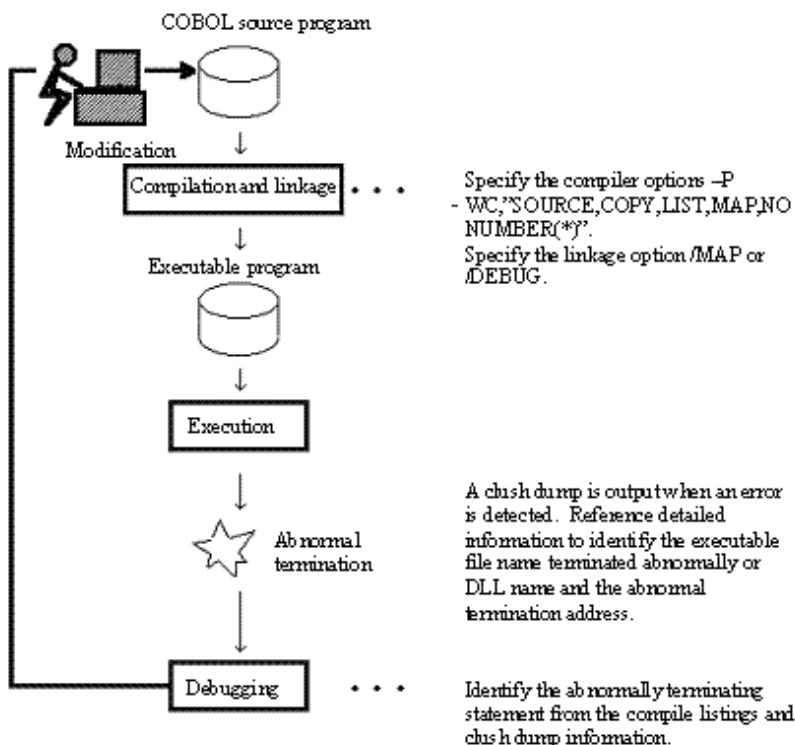 COBOL source program
Modification
Compilation and linkage • • •
Specify the compiler options –P
- WC,”SOURCE,COPY,LIST,MAP,NO
NUMBER(*)”.
Specify the linkage option /MAP or
/DEBUG.
Executable program
Execution
Abnormal
termination
A clush dump is output when an error
is detected. Reference detailed
information to identify the executable
file name terminated abnormally or
DLL name and the abnormal
termination address.
Debugging • • •
Identify the abnormally terminating
statement from the compile listings and
clush dump information.